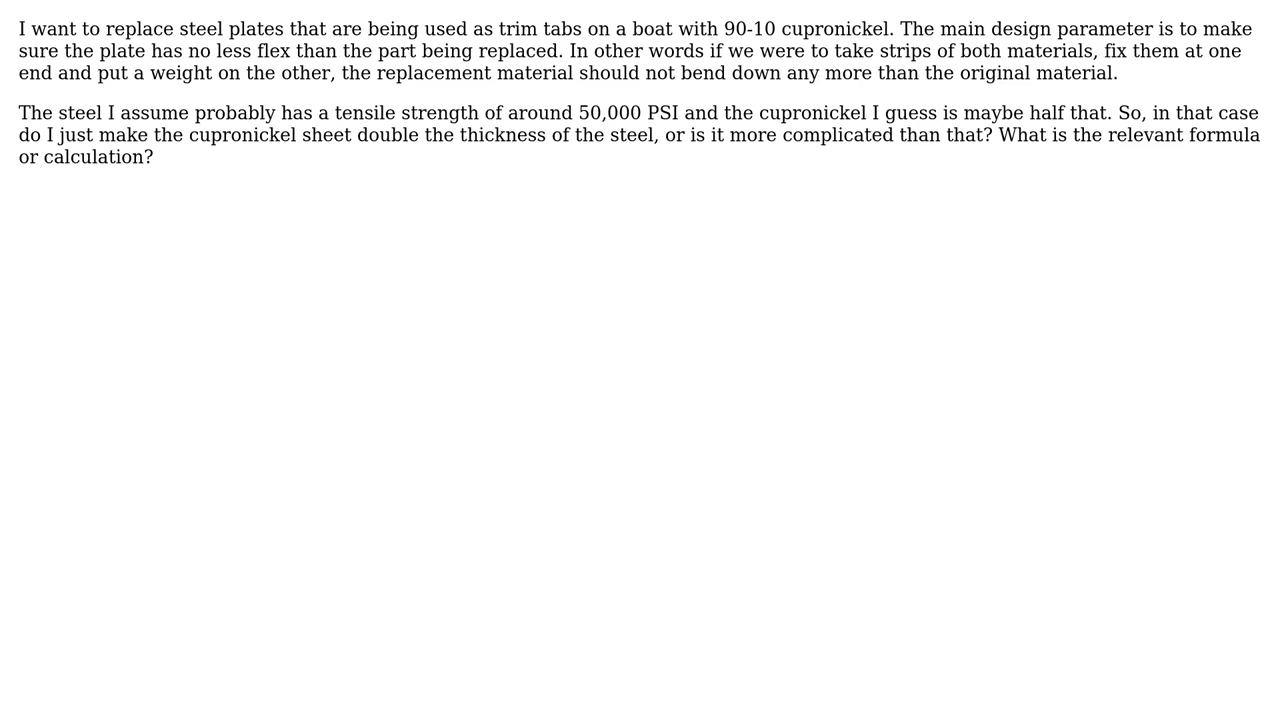 I want to replace steel plates that are being used as trim tabs on a boat with 90-10 cupronickel. The main design parameter is to make
sure the plate has no less flex than the part being replaced. In other words if we were to take strips of both materials, fix them at one
end and put a weight on the other, the replacement material should not bend down any more than the original material.
The steel I assume probably has a tensile strength of around 50,000 PSI and the cupronickel I guess is maybe half that. So, in that case
do I just make the cupronickel sheet double the thickness of the steel, or is it more complicated than that? What is the relevant formula
or calculation?